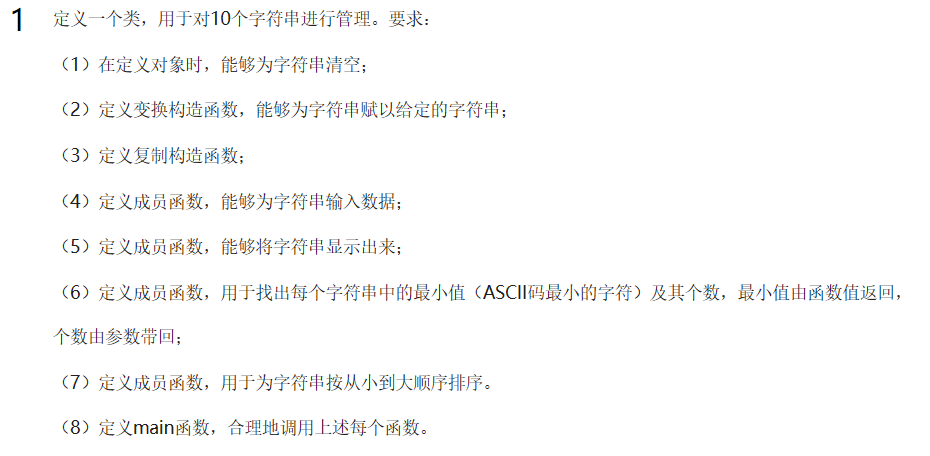 1 定义一个类，用于对10个字符串进行管理。要求：
（1）在定义对象时，能够为字符串清空；
（2）定义变换构造函数，能够为字符串赋以给定的字符串；
（3）定义复制构造函数；
（4）定义成员函数，能够为字符串输入数据；
（5）定义成员函数，能够将字符串显示出来；
（6）定义成员函数，用于找出每个字符串中的最小值（ASCII码最小的字符）及其个数，最小值由函数值返回，
个数由参数带回；
（7）定义成员函数，用于为字符串按从小到大顺序排序。
（8）定义main函数，合理地调用上述每个函数。